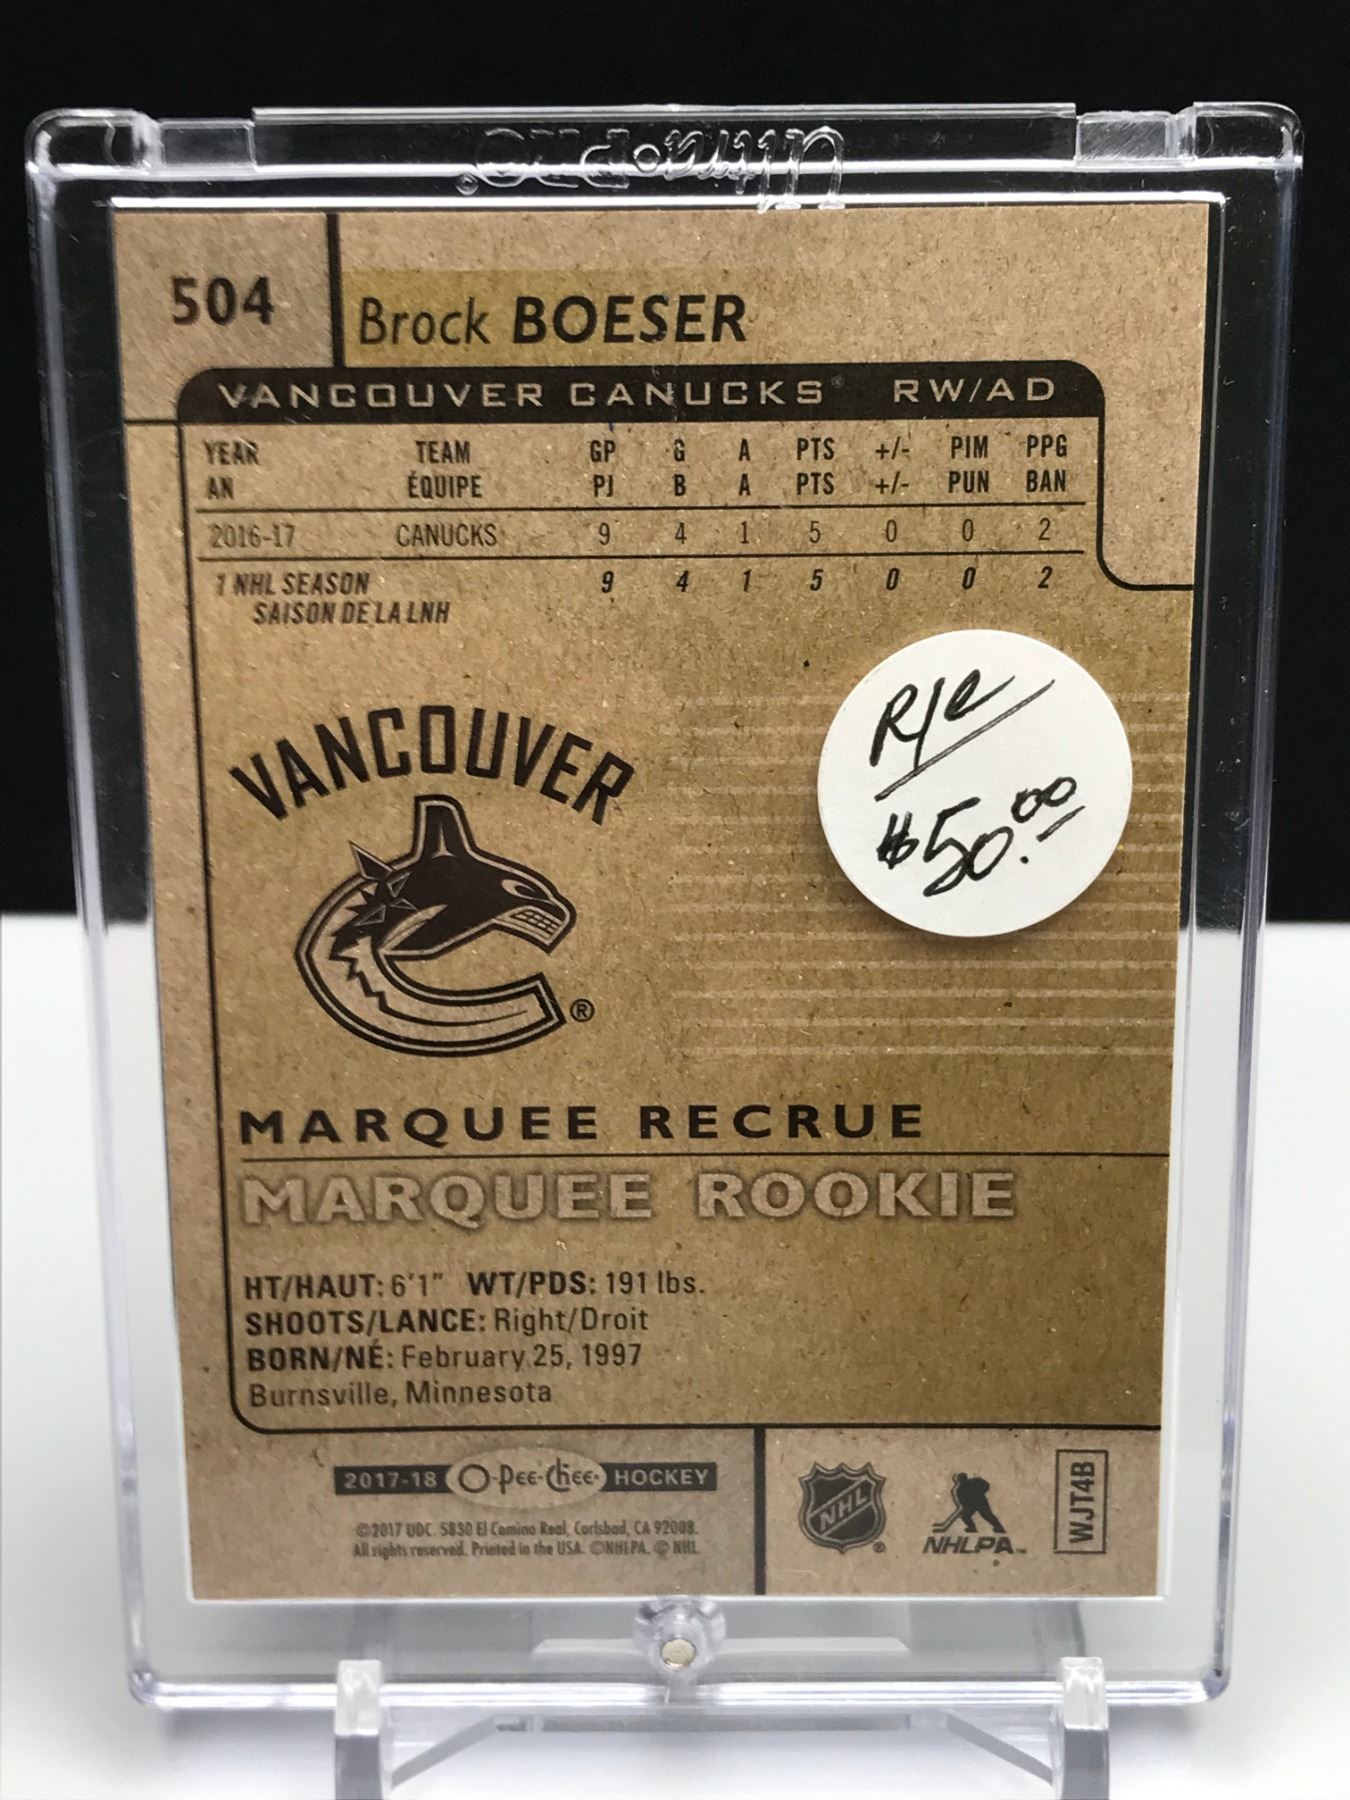 Ultra·PRO®
504
Brock BOESER
VANCOUVER CANUCKS® RW/AD
YEAR TEAM GP G A PTS +/- PIM PPG
AN ÉQUIPE PJ B A PTS +/- PUN BAN
2016-17 CANUCKS 9 4 1 5 0 0 2
1 NHL SEASON 9 4 1 5 0 0 2
SAISON DE LA LNH
R/C
$50.00
VANCOUVER
®
MARQUEE RECRUE
MARQUEE ROOKIE
HT/HAUT: 6'1" WT/PDS: 191 lbs.
SHOOTS/LANCE: Right/Droit
BORN/NÉ: February 25, 1997
Burnsville, Minnesota
2017-18 O-Pee-Chee® HOCKEY
©2017 UDC. 5830 El Camino Real, Carlsbad, CA 92008.
All rights reserved. Printed in the USA. ©NHLPA. © NHL.
NHL®
NHLPA™
WJT4B